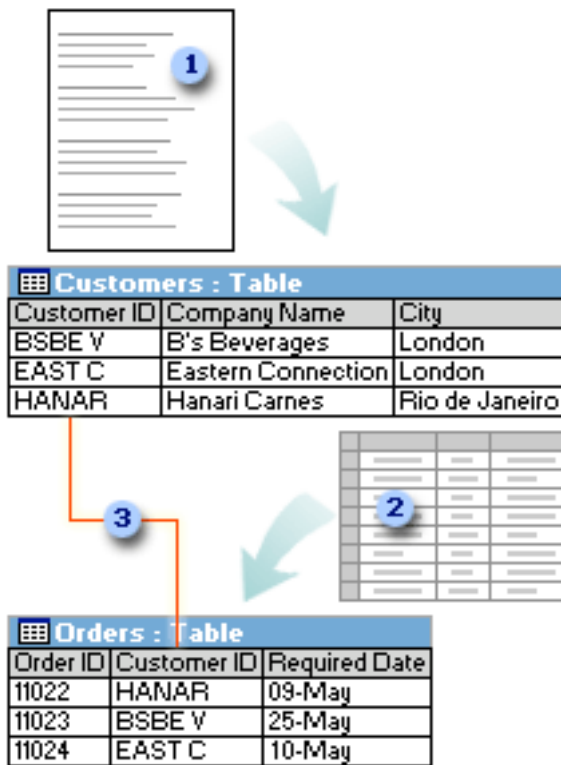 1
Customers : Table
Customer ID Company Name City
BSBE V B's Beverages London
EAST C Eastern Connection London
HANAR Hanari Carnes Rio de Janeiro
2
3
Orders : Table
Order ID Customer ID Required Date
11022 HANAR 09-May
11023 BSBE V 25-May
11024 EAST C 10-May